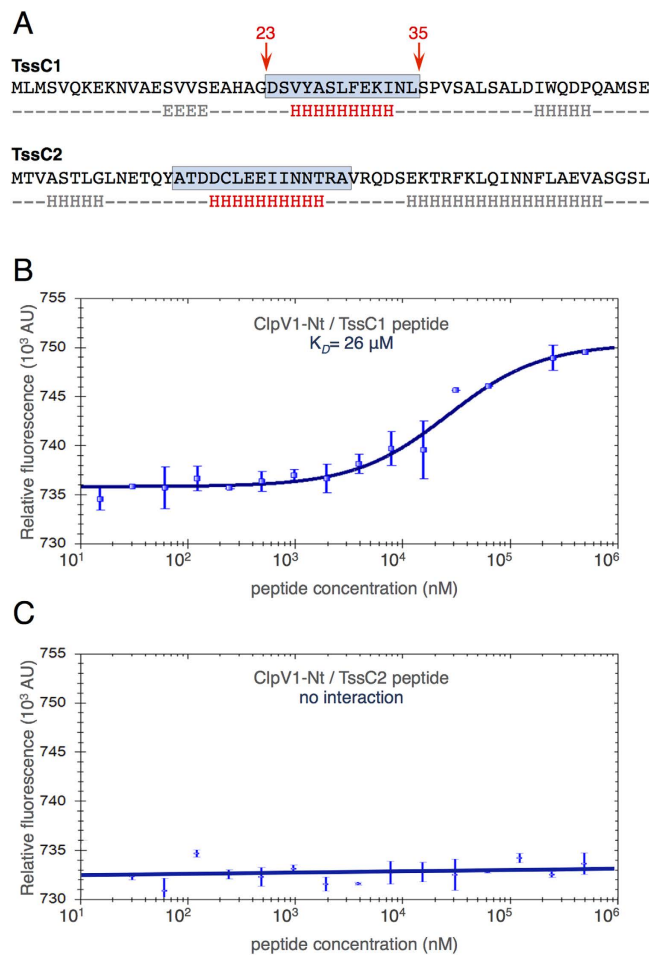 A
23 35
TssC1
MLMSVQKEKNVAESVVSEAHAGDSVYASLFEKINLSPVSALSALDIWQDPQAMSE
------------EEEE-------HHHHHHHHH------------HHHHH------
TssC2
MTVASTLGLNETQYATDDCLEEIINNTRAVRQDSEKTRFKLQINNFLAEVASGSL
---HHHHH---------HHHHHHHHHH-------HHHHHHHHHHHHHHHHH----
B
ClpV1-Nt / TssC1 peptide
KD= 26 µM
Relative fluorescence (10³ AU)
755
750
745
740
735
730
10¹ 10² 10³ 10⁴ 10⁵ 10⁶
peptide concentration (nM)
C
ClpV1-Nt / TssC2 peptide
no interaction
Relative fluorescence (10³ AU)
755
750
745
740
735
730
10¹ 10² 10³ 10⁴ 10⁵ 10⁶
peptide concentration (nM)